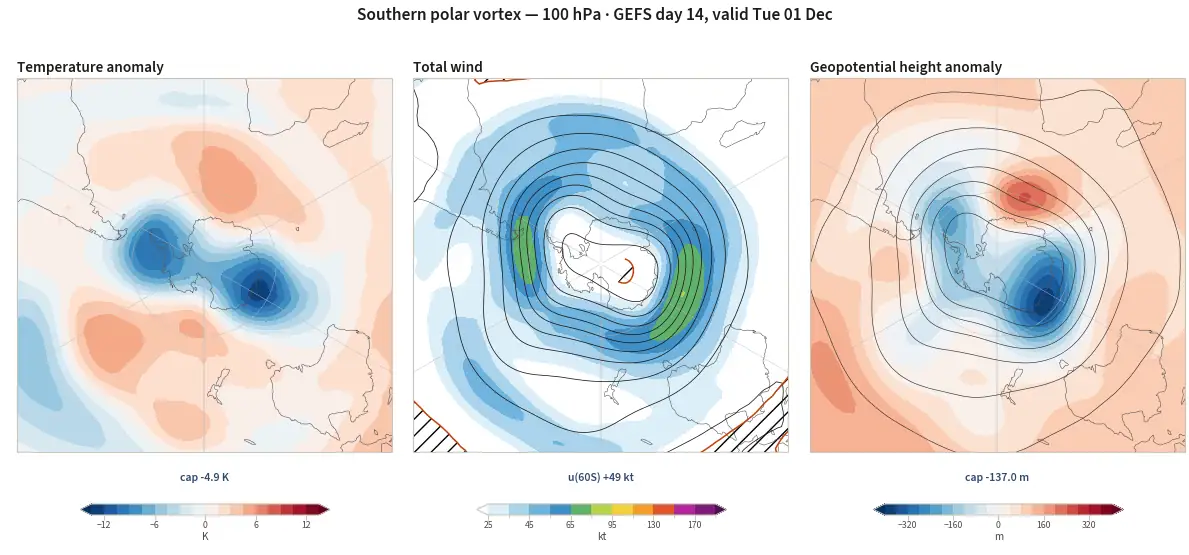 Southern polar vortex — 100 hPa · GEFS day 14, valid Tue 01 Dec
Temperature anomaly
Total wind
Geopotential height anomaly
cap -4.9 K
u(60S) +49 kt
cap -137.0 m
−12 −6 0 6 12
K
25 45 65 95 130 170
kt
−320 −160 0 160 320
m